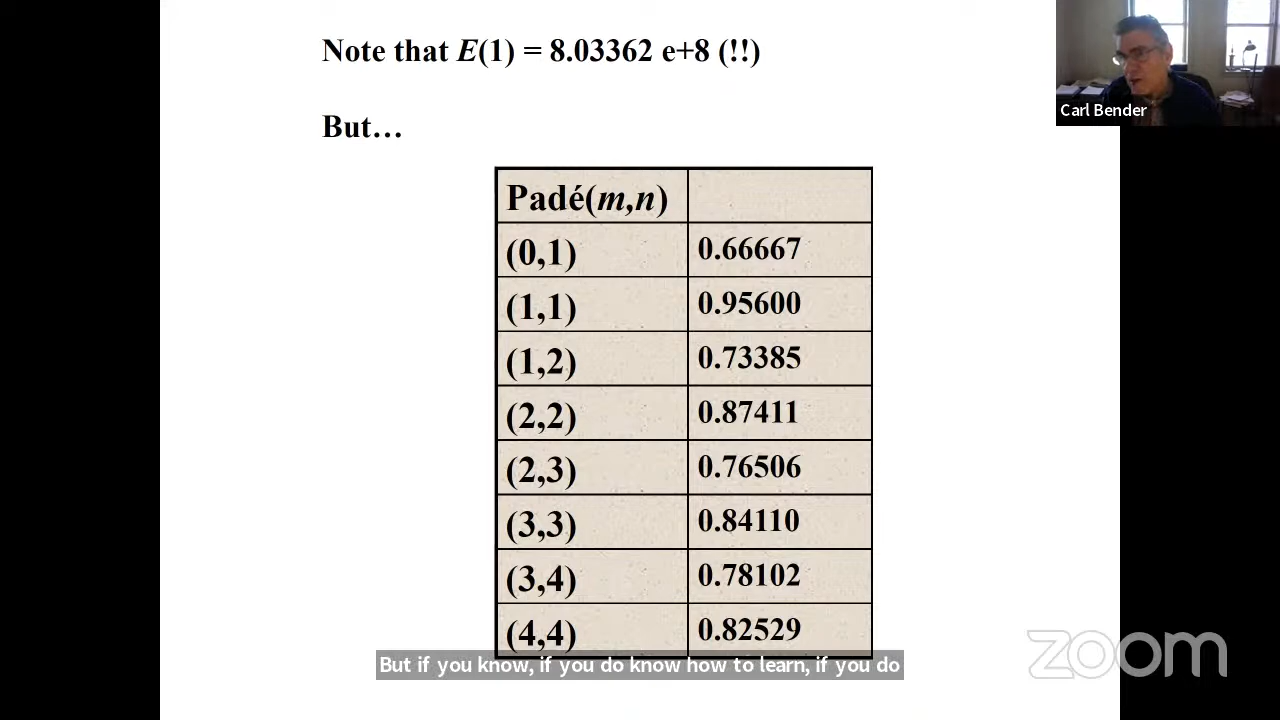 Note that E(1) = 8.03362 e+8 (!!)
Carl Bender
But…
Padé(m,n)
(0,1) 0.66667
(1,1) 0.95600
(1,2) 0.73385
(2,2) 0.87411
(2,3) 0.76506
(3,3) 0.84110
(3,4) 0.78102
(4,4) 0.82529
But if you know, if you do know how to learn, if you do
zoom